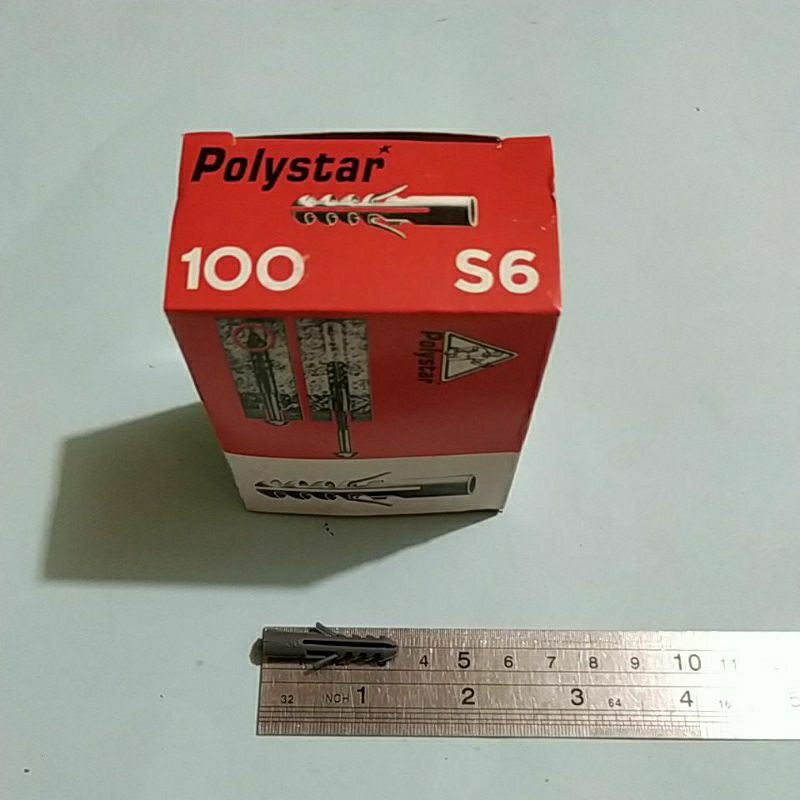 Polystar
100 S6
Polystar
4 5 6 7 8 9 10 11
32 INCH 1 2 3 64 4 16 5